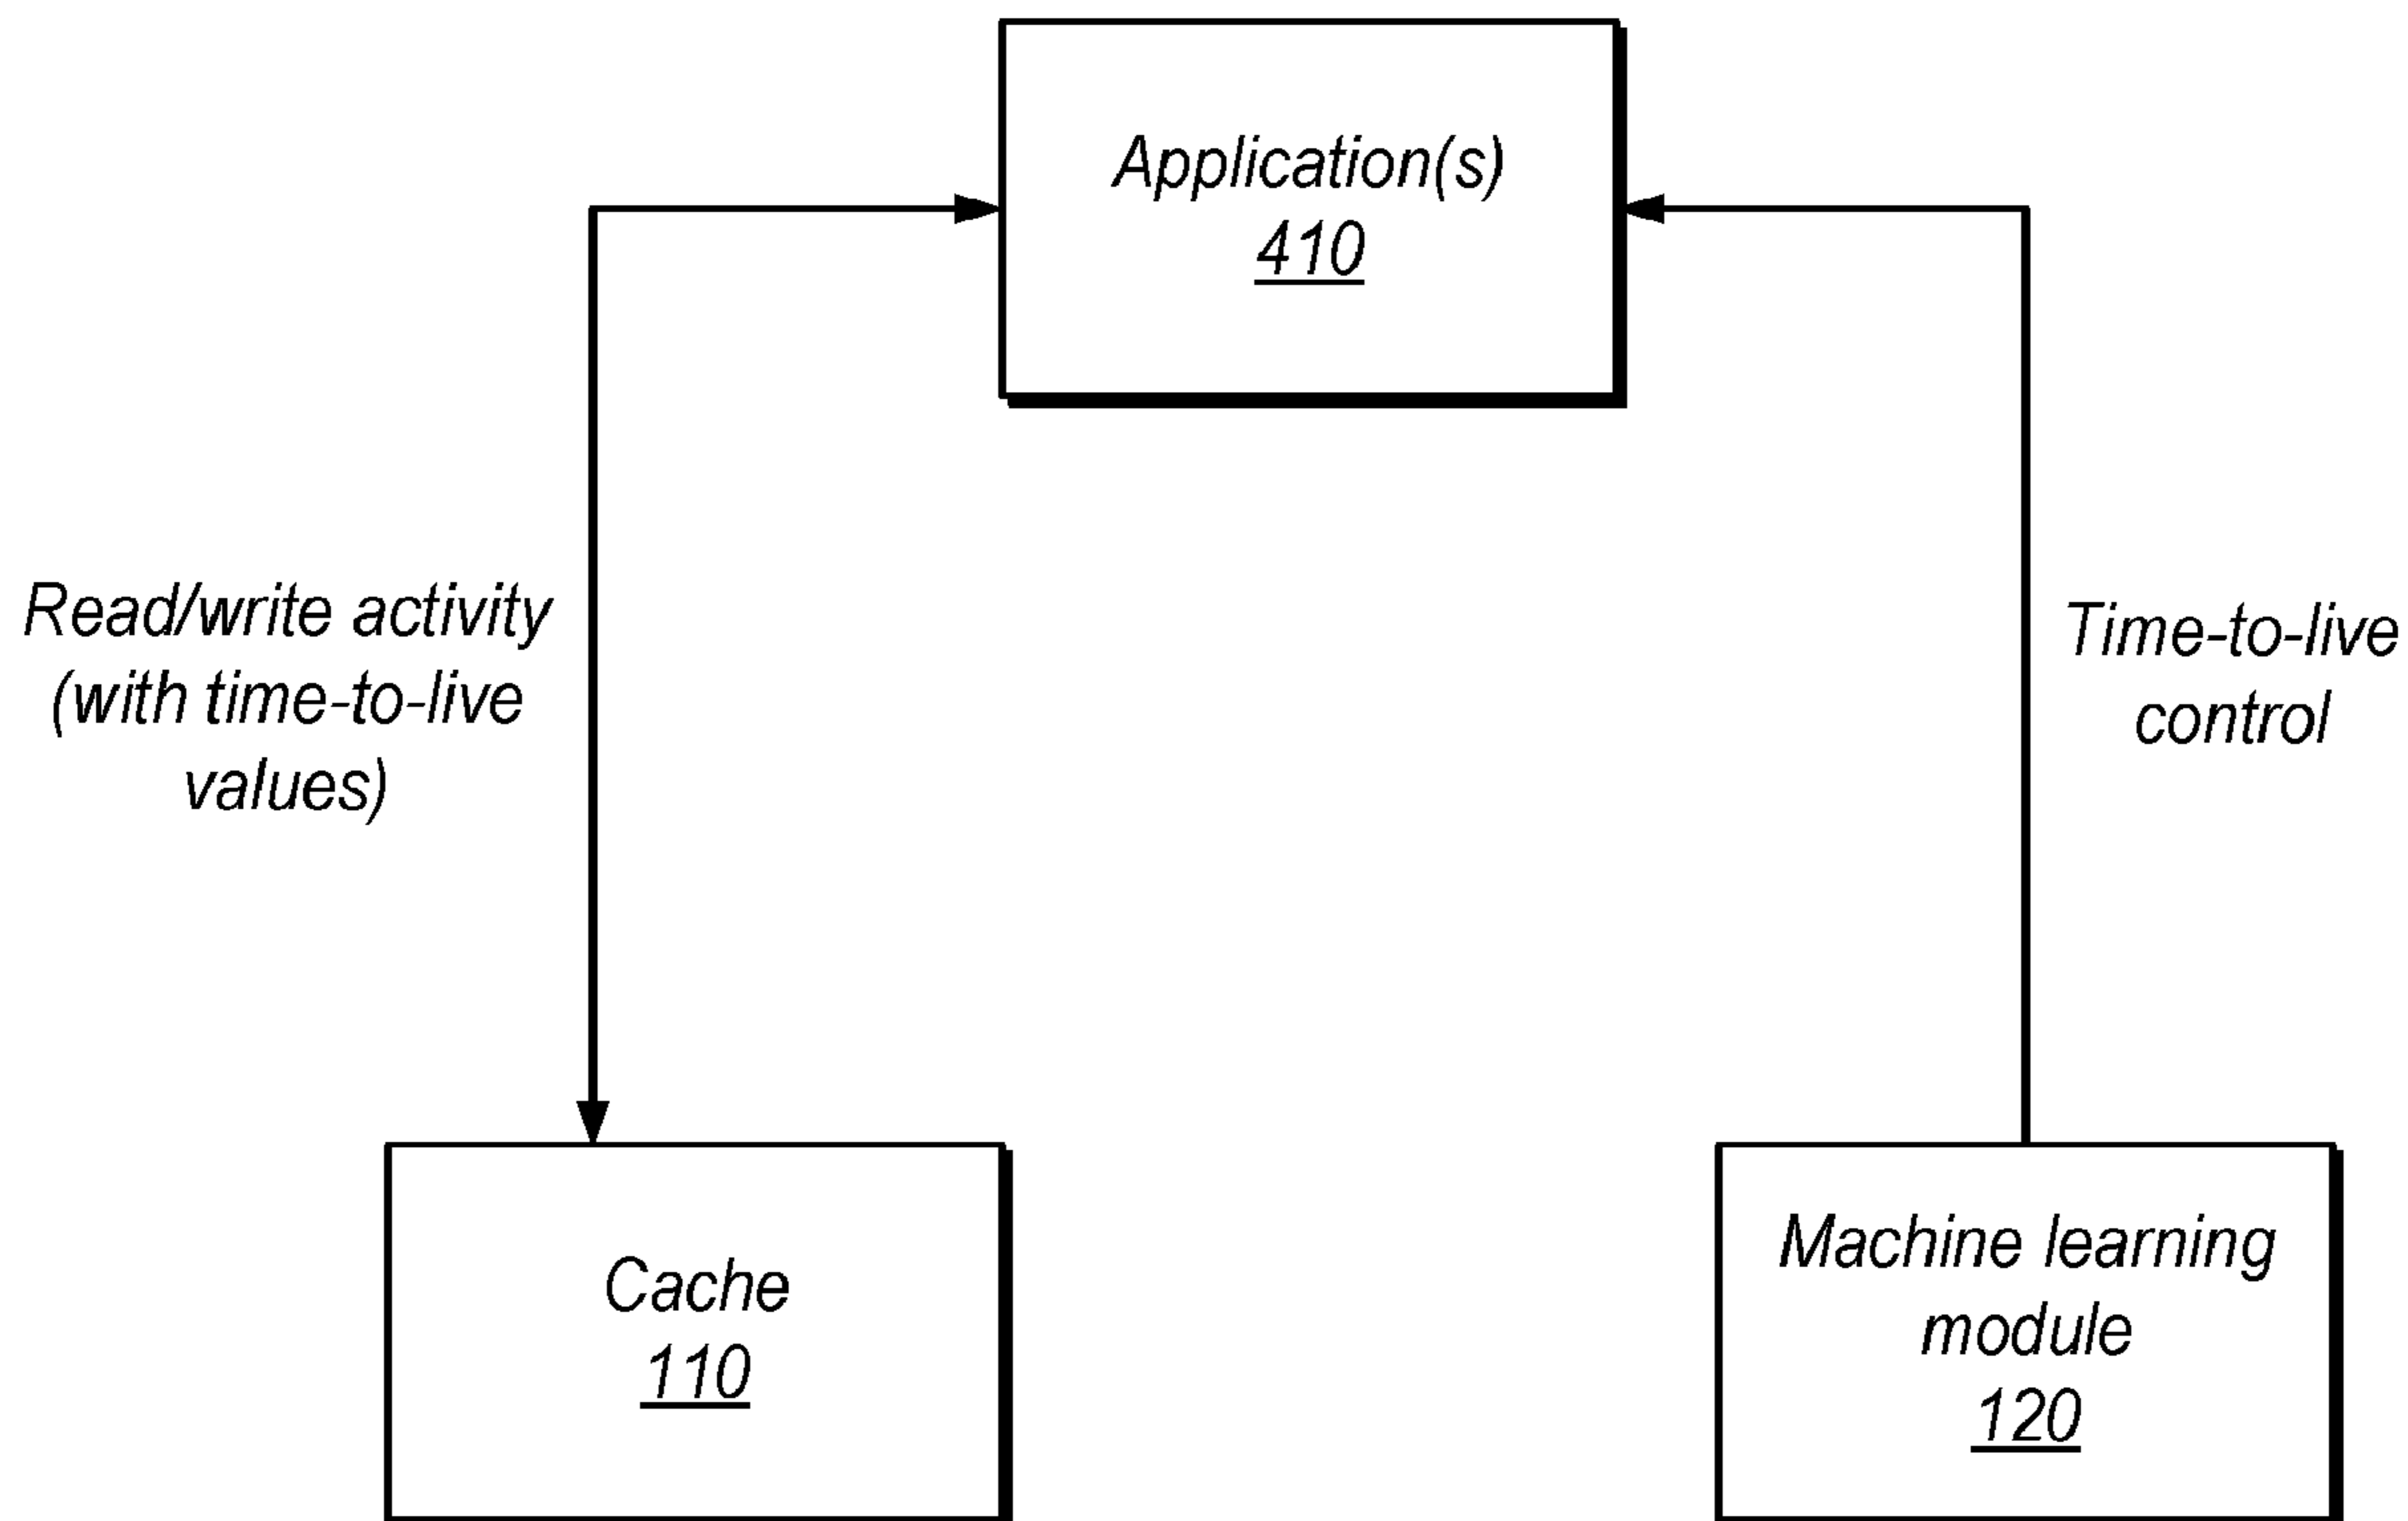 Application(s)
410
Read/write activity
(with time-to-live
values)
Time-to-live
control
Cache
110
Machine learning
module
120